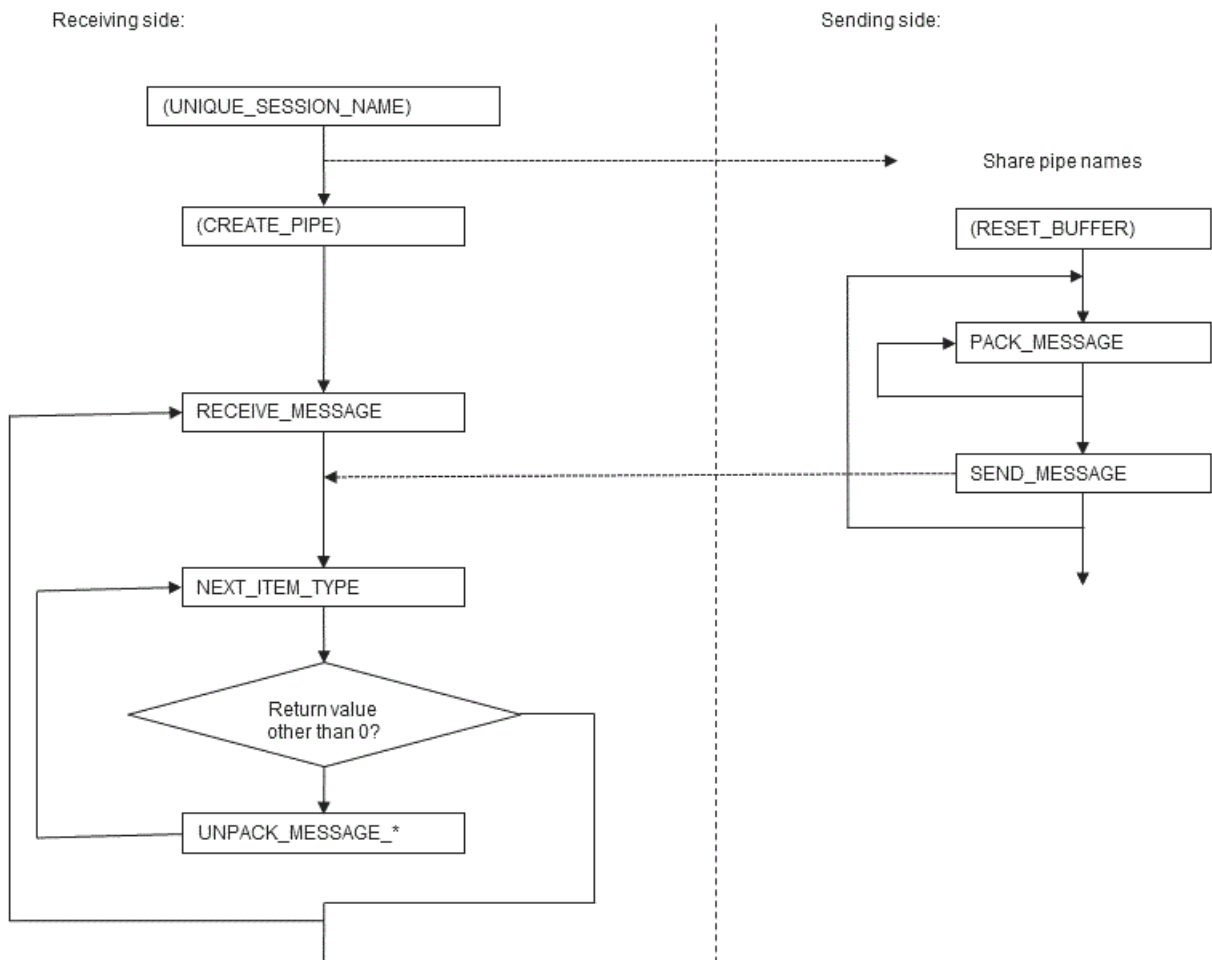 Receiving side:
Sending side:
(UNIQUE_SESSION_NAME)
Share pipe names
(CREATE_PIPE)
(RESET_BUFFER)
PACK_MESSAGE
RECEIVE_MESSAGE
SEND_MESSAGE
NEXT_ITEM_TYPE
Return value
other than 0?
UNPACK_MESSAGE_*